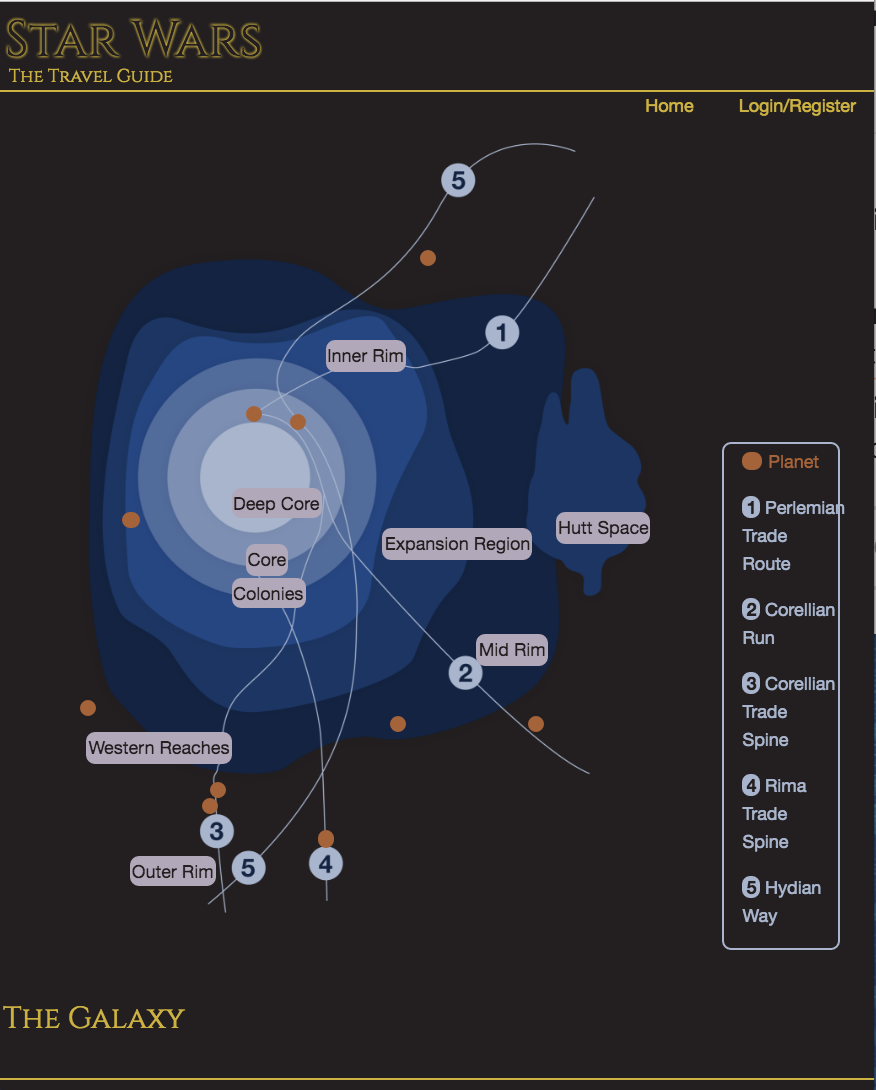 STAR WARS
THE TRAVEL GUIDE
Home Login/Register
5
1
Inner Rim
Deep Core
Hutt Space
Expansion Region
Core
Colonies
Mid Rim
2
Western Reaches
3
5
4
Outer Rim
Planet
1 Perlemian
Trade
Route
2 Corellian
Run
3 Corellian
Trade
Spine
4 Rima
Trade
Spine
5 Hydian
Way
THE GALAXY